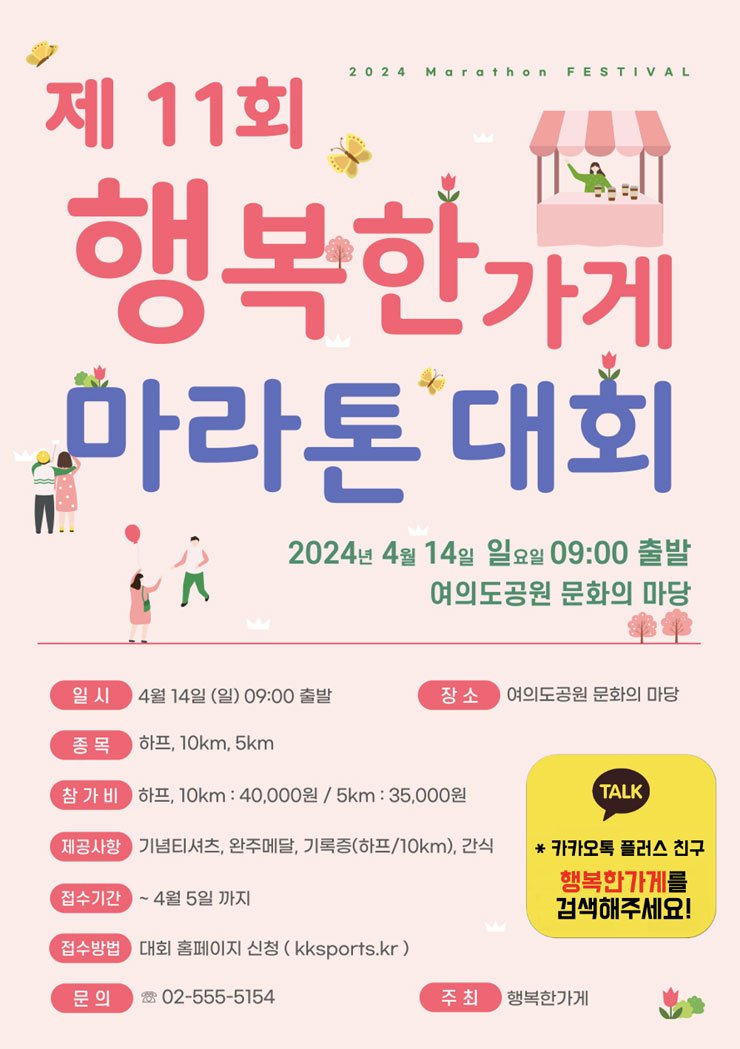 2024 Marathon FESTIVAL
제 11회
행복한가게
마라톤 대회
2024년 4월 14일 일요일 09:00 출발
여의도공원 문화의 마당
일 시 4월 14일 (일) 09:00 출발
장 소 여의도공원 문화의 마당
종 목 하프, 10km, 5km
참 가 비 하프, 10km : 40,000원 / 5km : 35,000원
제공사항 기념티셔츠, 완주메달, 기록증(하프/10km), 간식
접수기간 ~ 4월 5일 까지
접수방법 대회 홈페이지 신청 ( kksports.kr )
문 의 ☏ 02-555-5154
주 최 행복한가게
TALK
* 카카오톡 플러스 친구
행복한가게를
검색해주세요!